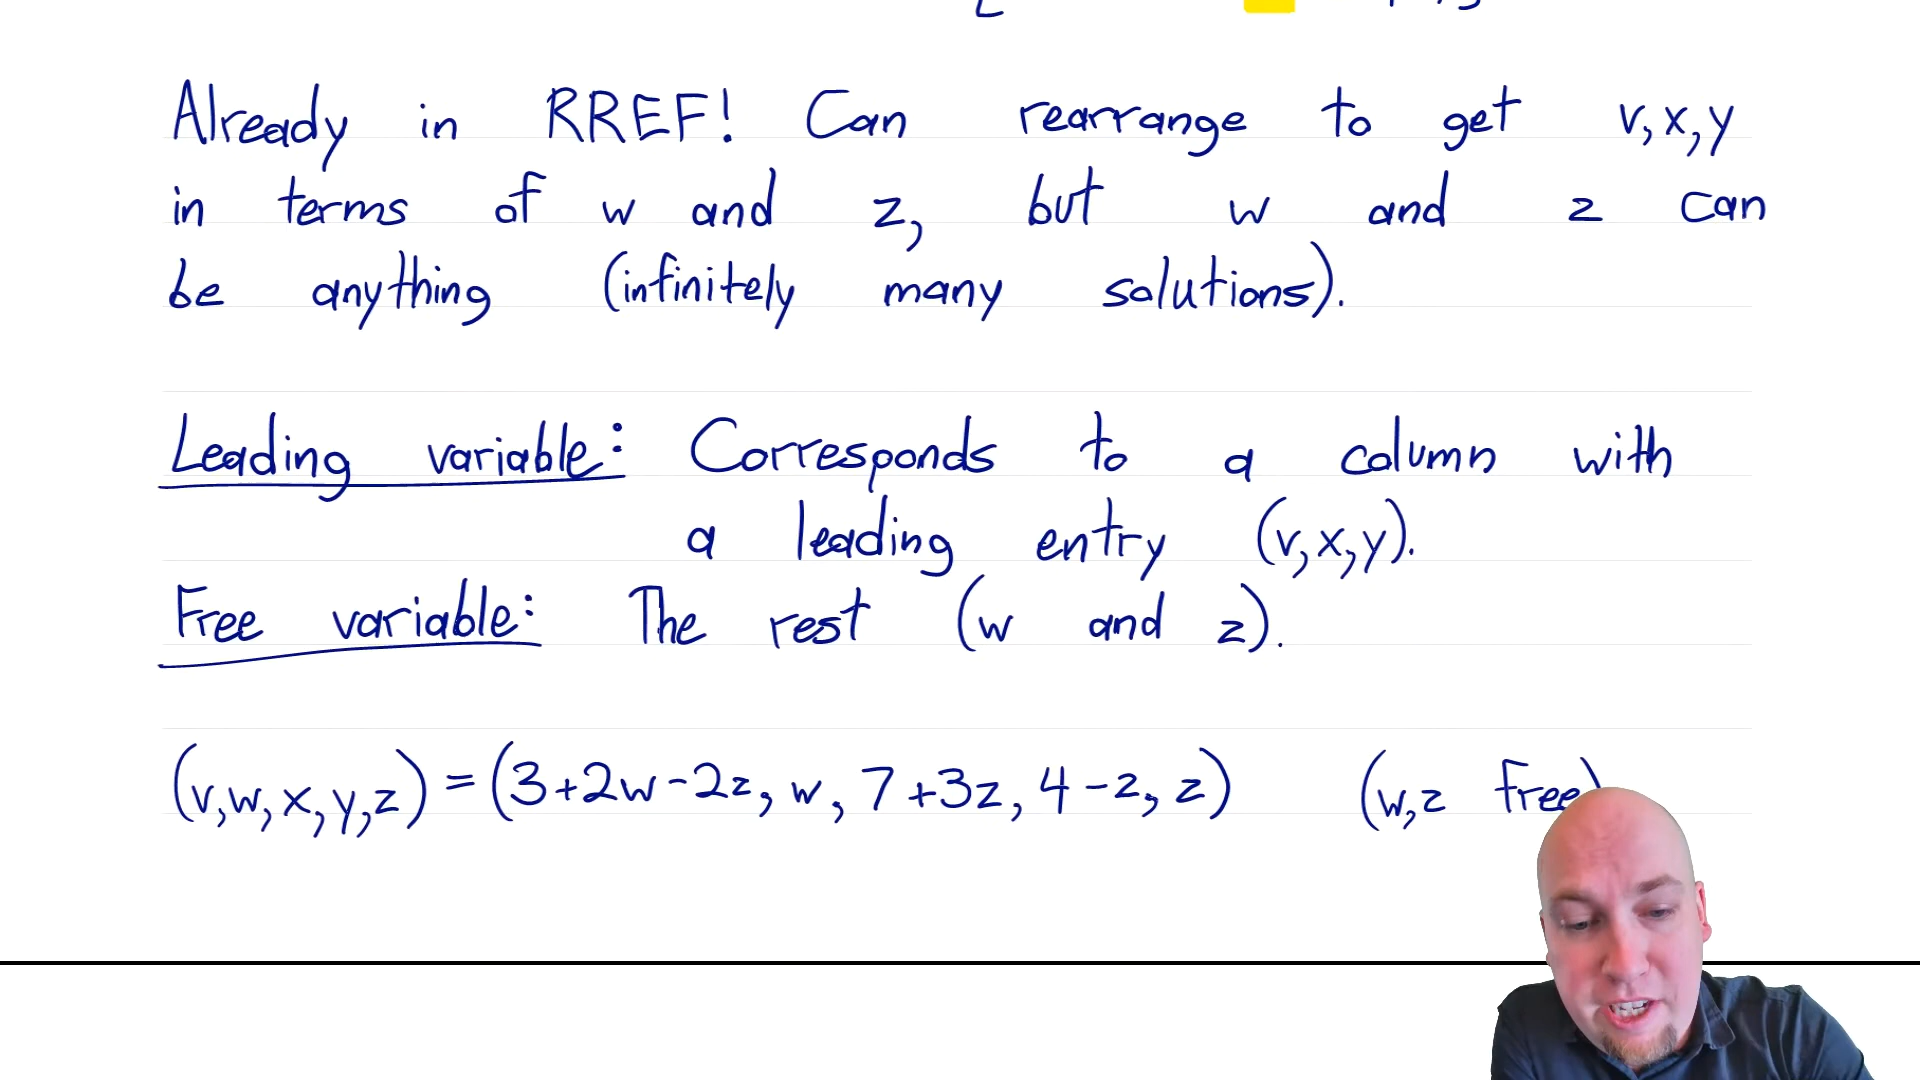 Already in RREF! Can rearrange to get v, x, y
in terms of w and z, but w and z can
be anything (infinitely many solutions).
Leading variable: Corresponds to a column with
a leading entry (v, x, y).
Free variable: The rest (w and z).
(v, w, x, y, z) = (3+2w-2z, w, 7+3z, 4-z, z) (w, z free)